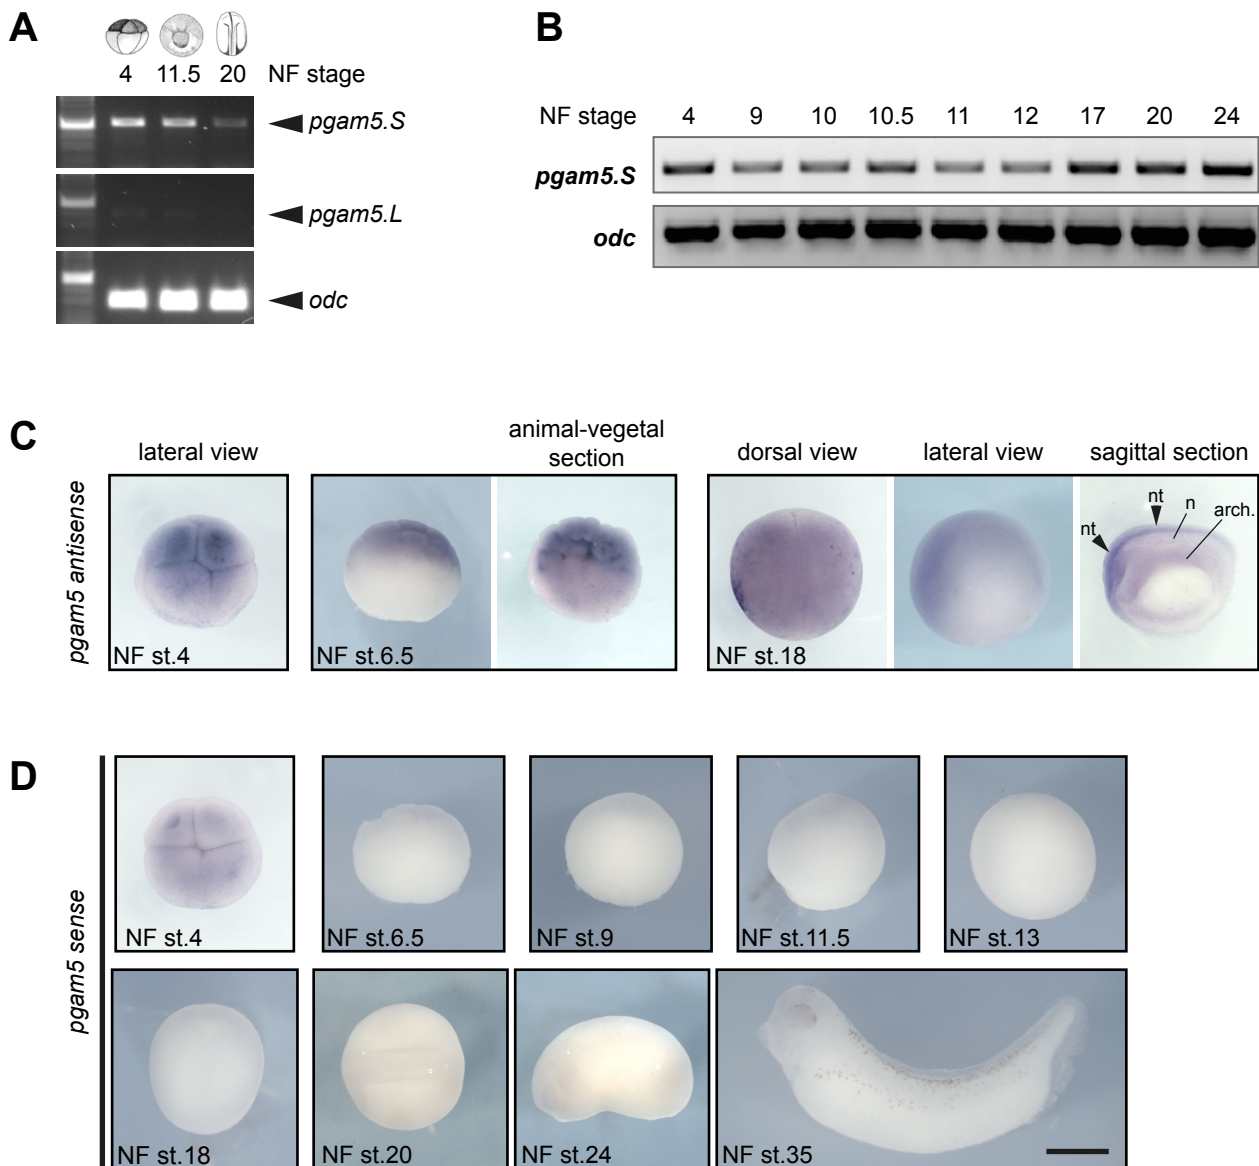 A
4 11.5 20 NF stage
pgam5.S
pgam5.L
odc
B
NF stage 4 9 10 10.5 11 12 17 20 24
pgam5.S
odc
C
lateral view
animal-vegetal
section
dorsal view
lateral view
sagittal section
pgam5 antisense
NF st.4
NF st.6.5
NF st.18
nt
nt
n
arch.
D
pgam5 sense
NF st.4
NF st.6.5
NF st.9
NF st.11.5
NF st.13
NF st.18
NF st.20
NF st.24
NF st.35